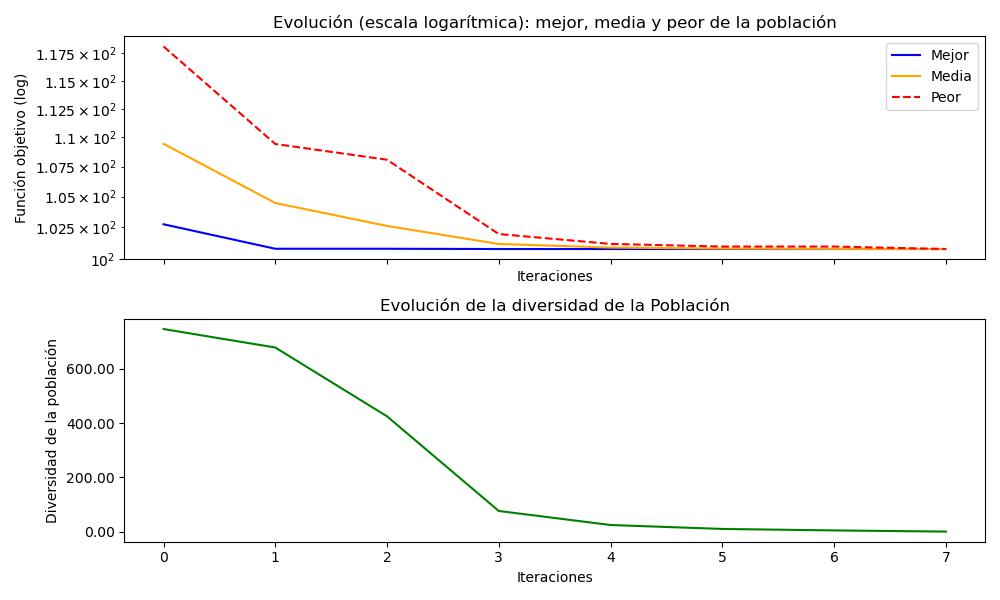 Evolución (escala logarítmica): mejor, media y peor de la población
Función objetivo (log)
1.175 × 10²
1.15 × 10²
1.125 × 10²
1.1 × 10²
1.075 × 10²
1.05 × 10²
1.025 × 10²
10²
Mejor
Media
Peor
Iteraciones
Evolución de la diversidad de la Población
Diversidad de la población
600.00
400.00
200.00
0.00
0 1 2 3 4 5 6 7
Iteraciones